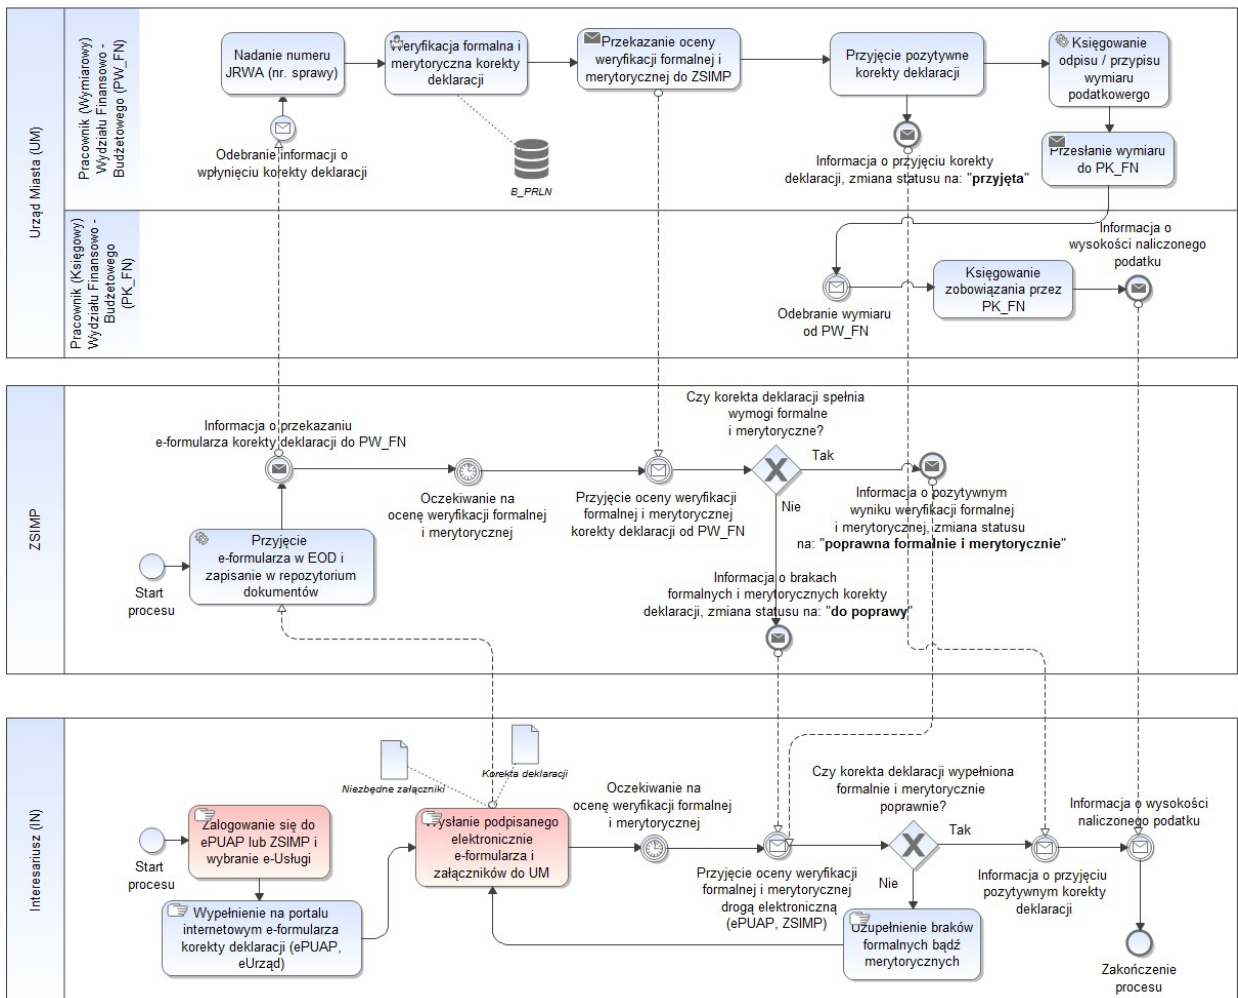 Urząd Miasta (UM)
Pracownik (Wymiarowy)
Wydziału Finansowo -
Budżetowego (PW_FN)
Nadanie numeru
JRWA (nr. sprawy)
Weryfikacja formalna i
merytoryczna korekty
deklaracji
Przekazanie oceny
weryfikacji formalnej i
merytorycznej do ZSIMP
Przyjęcie pozytywne
korekty deklaracji
Księgowanie
odpisu / przypisu
wymiaru
podatkowergo
Odebranie informacji o
wpłynięciu korekty deklaracji
B_PRLN
Informacja o przyjęciu korekty
deklaracji, zmiana statusu na: "przyjęta"
Przesłanie wymiaru
do PK_FN
Pracownik (Księgowy)
Wydziału Finansowo -
Budżetowego
(PK_FN)
Informacja o
wysokości naliczonego
podatku
Księgowanie
zobowiązania przez
PK_FN
Odebranie wymiaru
od PW_FN
ZSIMP
Informacja o przekazaniu
e-formularza korekty deklaracji do PW_FN
Czy korekta deklaracji spełnia
wymogi formalne
i merytoryczne?
Tak
Nie
Oczekiwanie na
ocenę weryfikacji formalnej
i merytorycznej
Przyjęcie oceny weryfikacji
formalnej i merytorycznej
korekty deklaracji od PW_FN
Informacja o pozytywnym
wyniku weryfikacji formalnej
i merytorycznej, zmiana statusu
na: "poprawna formalnie i merytorycznie"
Przyjęcie
e-formularza w EOD i
zapisanie w repozytorium
dokumentów
Start
procesu
Informacja o brakach
formalnych i merytorycznych korekty
deklaracji, zmiana statusu na: "do poprawy"
Interesariusz (IN)
Niezbędne załączniki
Korekta deklaracji
Start
procesu
Zalogowanie się do
ePUAP lub ZSIMP i
wybranie e-Usługi
Wypełnienie na portalu
internetowym e-formularza
korekty deklaracji (ePUAP,
eUrząd)
Wysłanie podpisanego
elektronicznie
e-formularza i
załączników do UM
Oczekiwanie na
ocenę weryfikacji formalnej
i merytorycznej
Przyjęcie oceny weryfikacji
formalnej i merytorycznej
drogą elektroniczną
(ePUAP, ZSIMP)
Czy korekta deklaracji wypełniona
formalnie i merytorycznie
poprawnie?
Tak
Nie
Uzupełnienie braków
formalnych bądź
merytorycznych
Informacja o przyjęciu
pozytywnym korekty
deklaracji
Informacja o wysokości
naliczonego podatku
Zakończenie
procesu